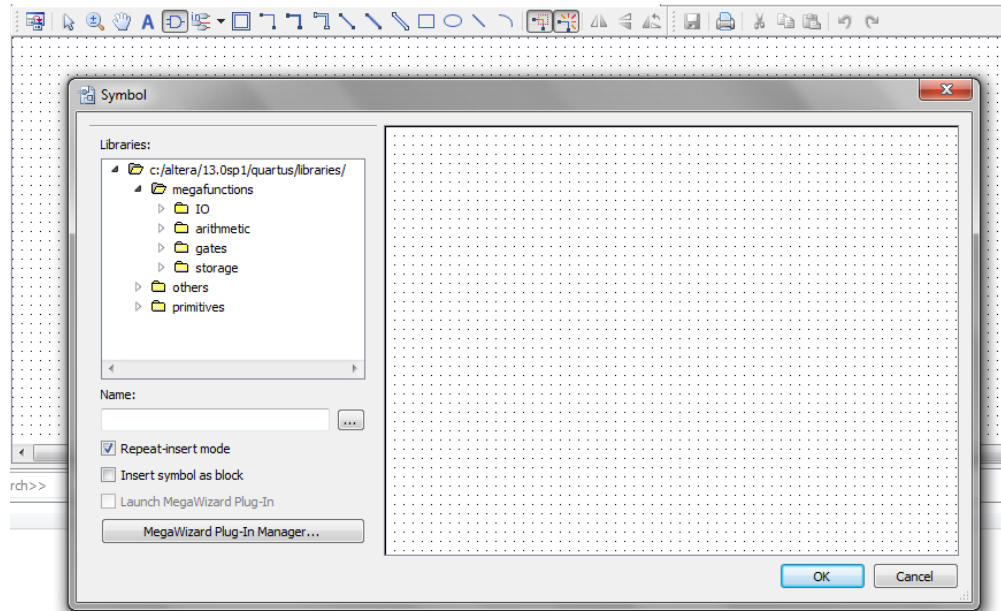 A
Symbol
Libraries:
c:/altera/13.0sp1/quartus/libraries/
megafunctions
IO
arithmetic
gates
storage
others
primitives
Name:
...
Repeat-insert mode
Insert symbol as block
rch>>
Launch MegaWizard Plug-In
MegaWizard Plug-In Manager...
OK
Cancel